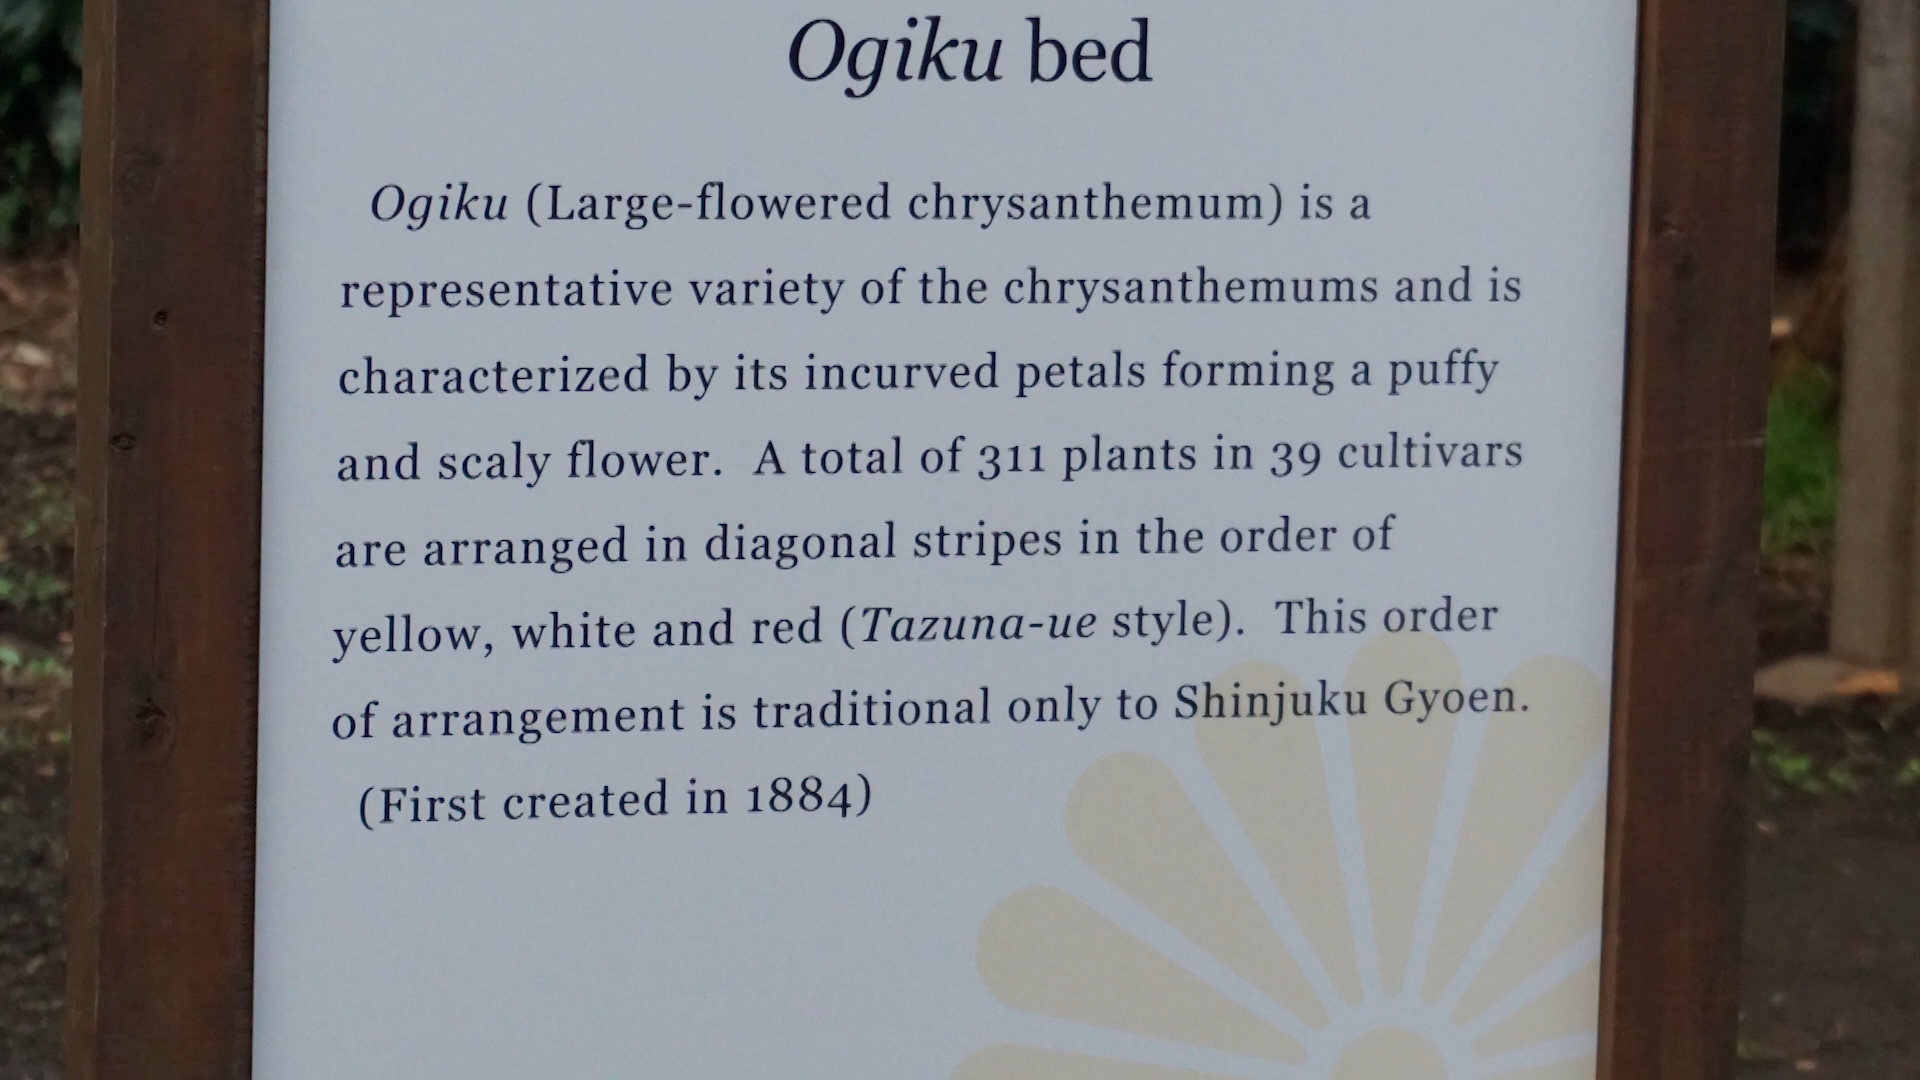 Ogiku bed
Ogiku (Large-flowered chrysanthemum) is a
representative variety of the chrysanthemums and is
characterized by its incurved petals forming a puffy
and scaly flower. A total of 311 plants in 39 cultivars
are arranged in diagonal stripes in the order of
yellow, white and red (Tazuna-ue style). This order
of arrangement is traditional only to Shinjuku Gyoen.
(First created in 1884)